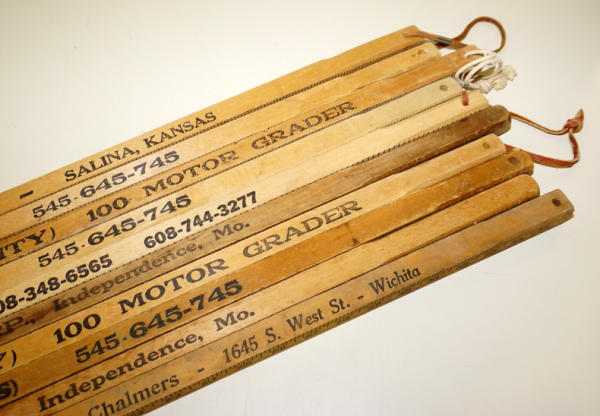 - SALINA, KANSAS
545-645-745
ITY) 100 MOTOR GRADER
545-645-745
08-348-6565 608-744-3277
P., Independence, Mo.
) 100 MOTOR GRADER
S) 545-645-745
Independence, Mo.
Chalmers - 1645 S. West St. - Wichita